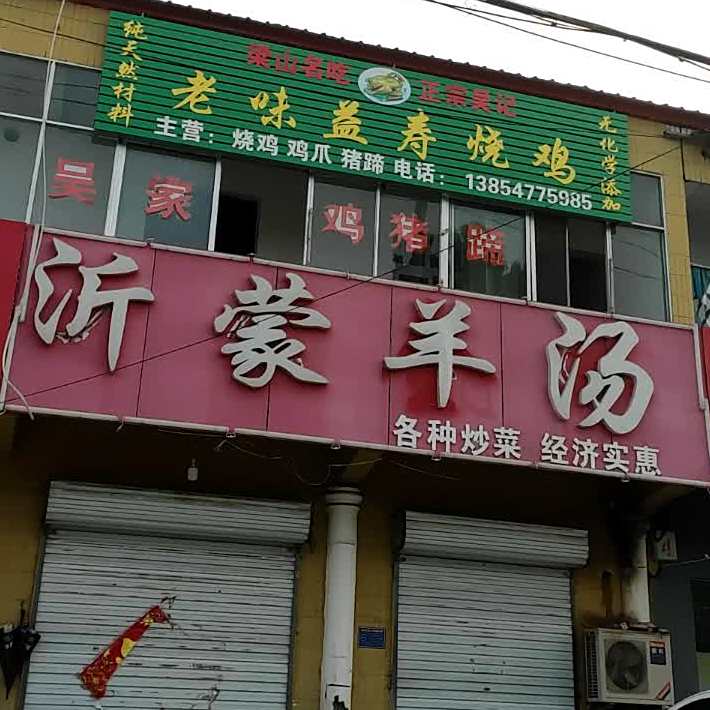 梁山名吃 正宗吴记
纯天然材料
老味益寿烧鸡
无化学添加
主营：烧鸡 鸡爪 猪蹄 电话：13854775985
吴家 鸡猪蹄
沂蒙羊汤
各种炒菜 经济实惠